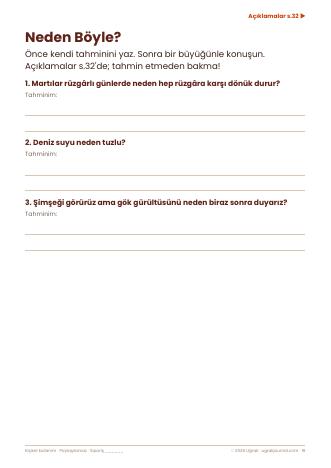 Açıklamalar s.32 ▶
Neden Böyle?
Önce kendi tahminini yaz. Sonra bir büyüğünle konuşun.
Açıklamalar s.32'de; tahmin etmeden bakma!
1. Martılar rüzgârlı günlerde neden hep rüzgâra karşı dönük durur?
Tahminim:
2. Deniz suyu neden tuzlu?
Tahminim:
3. Şimşeği görürüz ama gök gürültüsünü neden biraz sonra duyarız?
Tahminim: